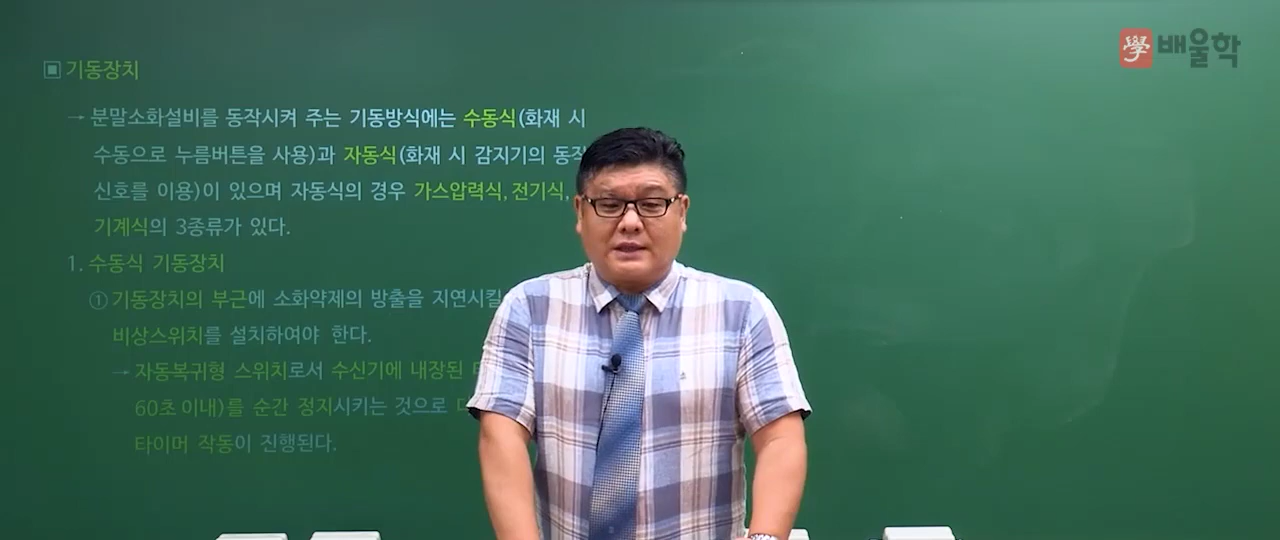 學 배울학
▣ 기동장치
→ 분말소화설비를 동작시켜 주는 기동방식에는 수동식(화재 시
수동으로 누름버튼을 사용)과 자동식(화재 시 감지기의 동작
신호를 이용)이 있으며 자동식의 경우 가스압력식, 전기식,
기계식의 3종류가 있다.
1. 수동식 기동장치
① 기동장치의 부근에 소화약제의 방출을 지연시킬
비상스위치를 설치하여야 한다.
→ 자동복귀형 스위치로서 수신기에 내장된
60초 이내)를 순간 정지시키는 것으로
타이머 작동이 진행된다.